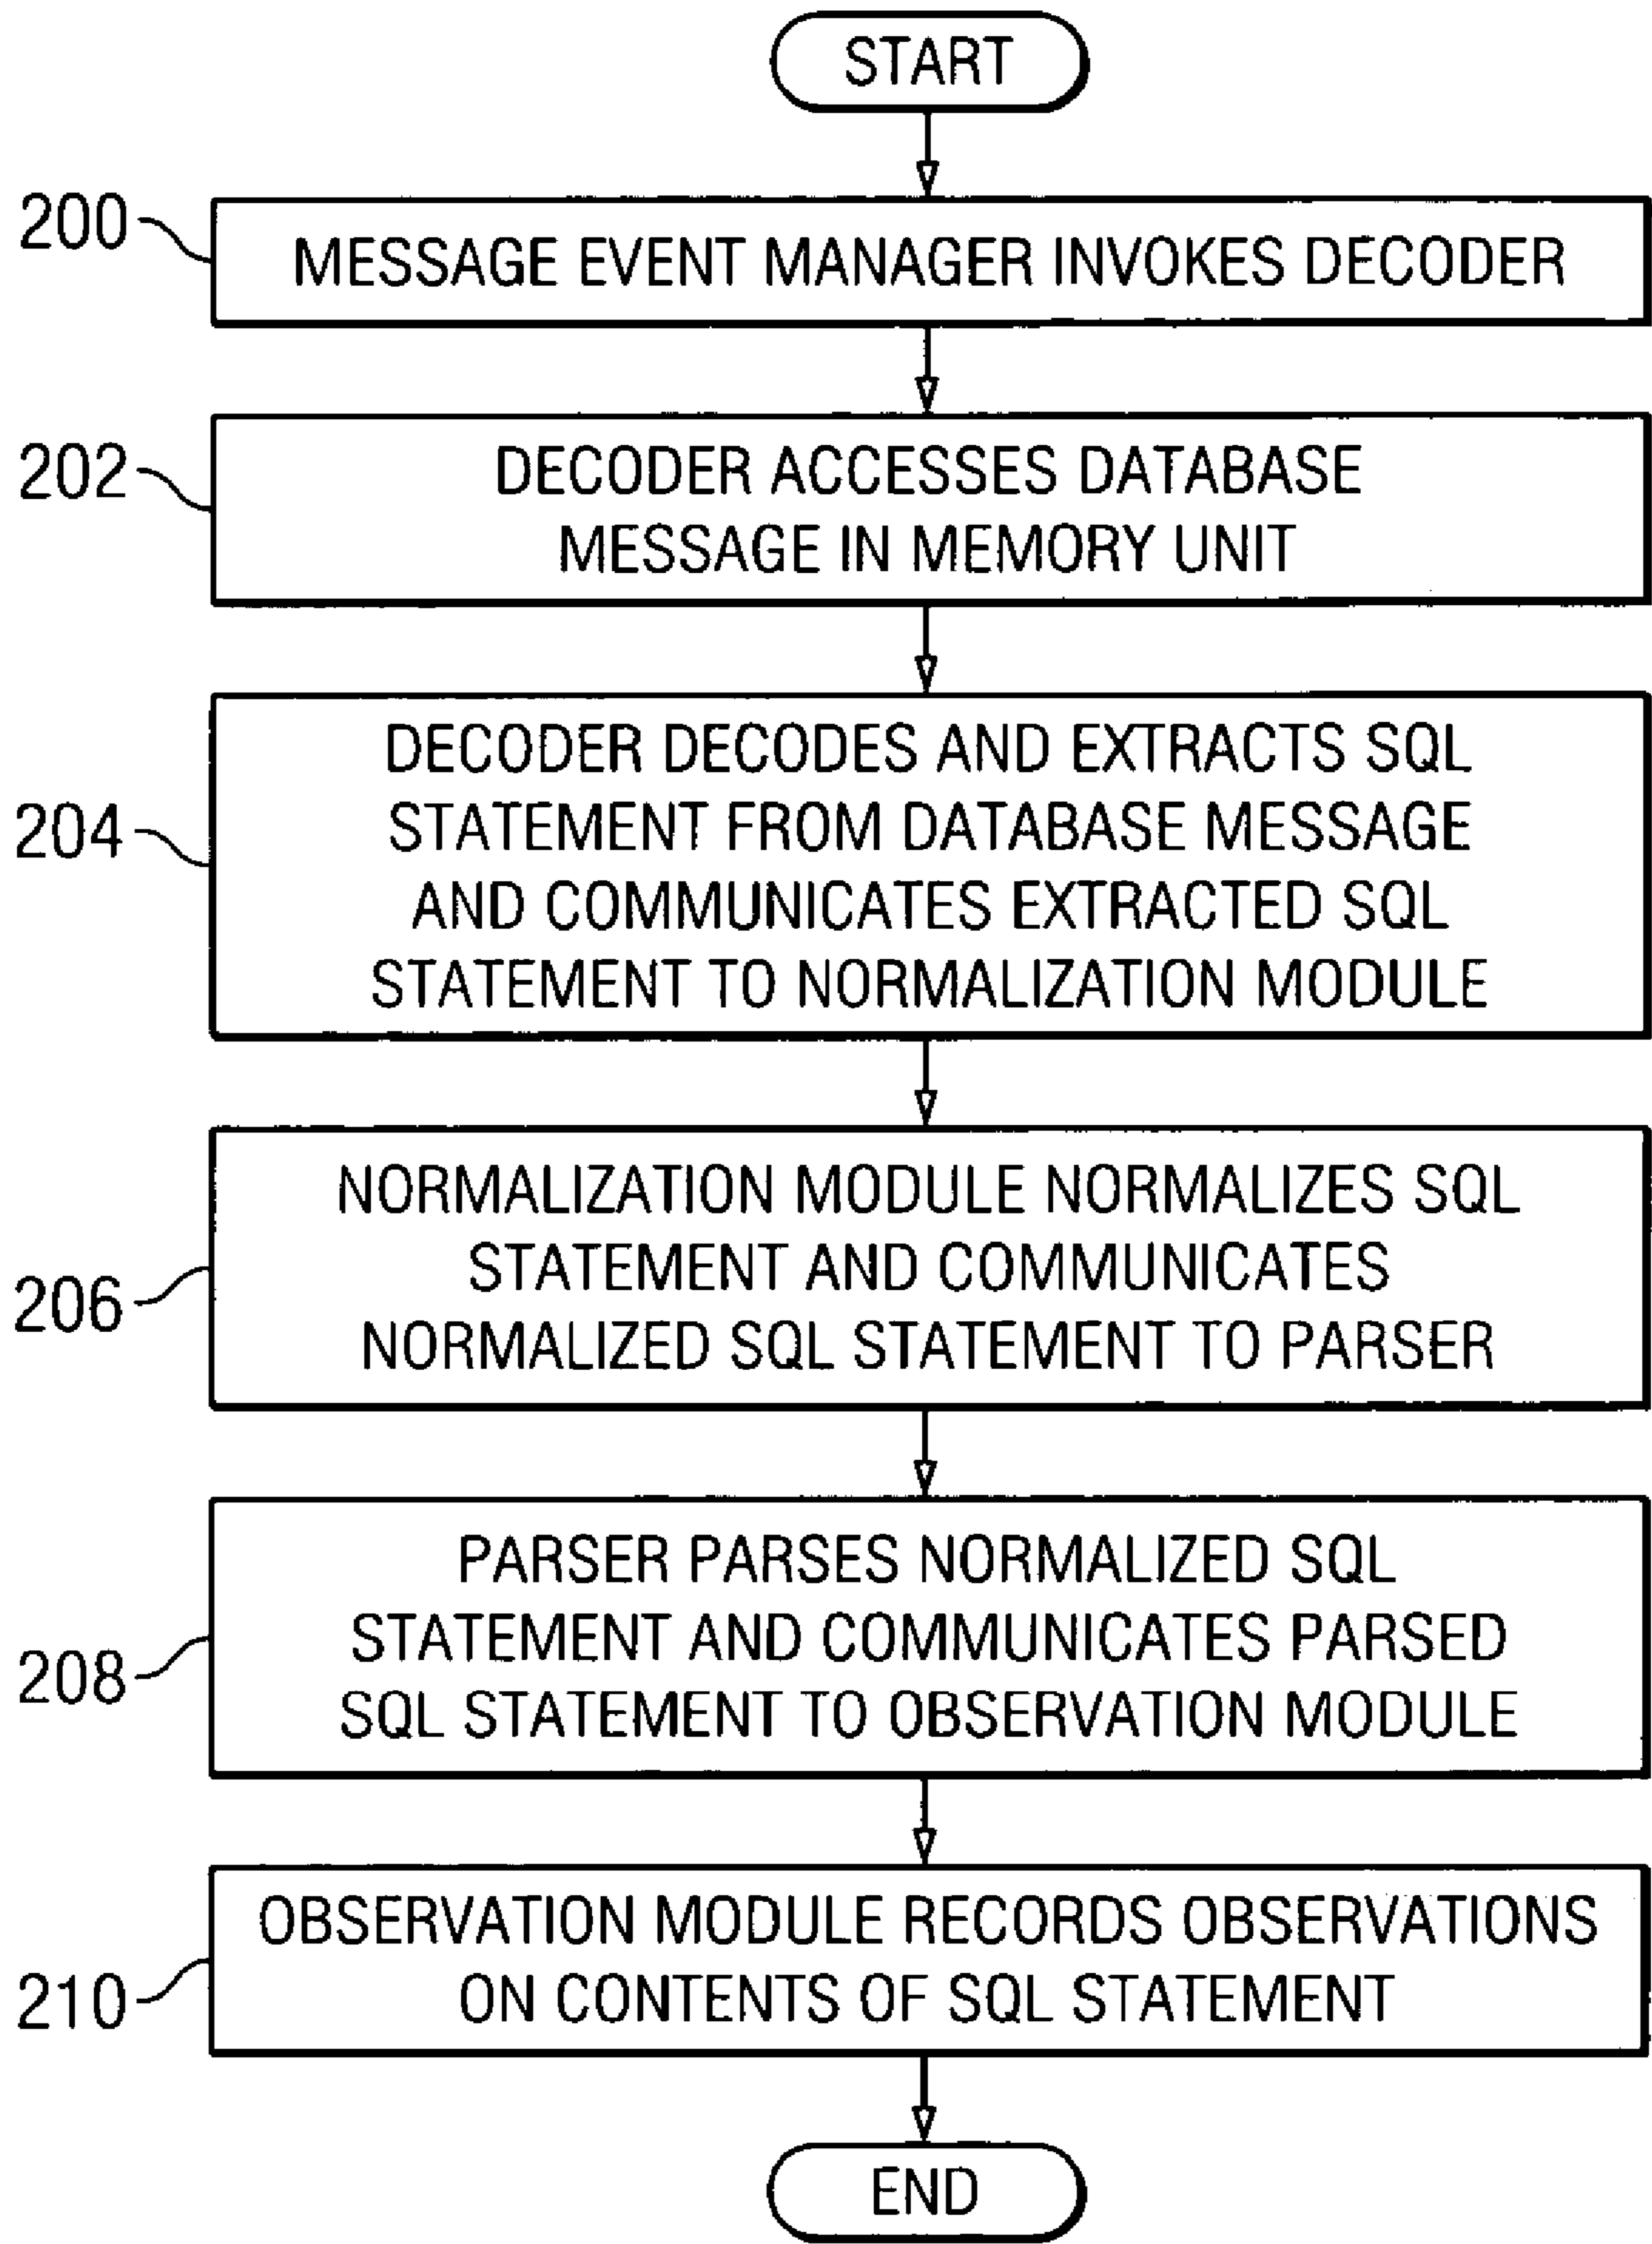 START
200
MESSAGE EVENT MANAGER INVOKES DECODER
202
DECODER ACCESSES DATABASE
MESSAGE IN MEMORY UNIT
204
DECODER DECODES AND EXTRACTS SQL
STATEMENT FROM DATABASE MESSAGE
AND COMMUNICATES EXTRACTED SQL
STATEMENT TO NORMALIZATION MODULE
206
NORMALIZATION MODULE NORMALIZES SQL
STATEMENT AND COMMUNICATES
NORMALIZED SQL STATEMENT TO PARSER
208
PARSER PARSES NORMALIZED SQL
STATEMENT AND COMMUNICATES PARSED
SQL STATEMENT TO OBSERVATION MODULE
210
OBSERVATION MODULE RECORDS OBSERVATIONS
ON CONTENTS OF SQL STATEMENT
END